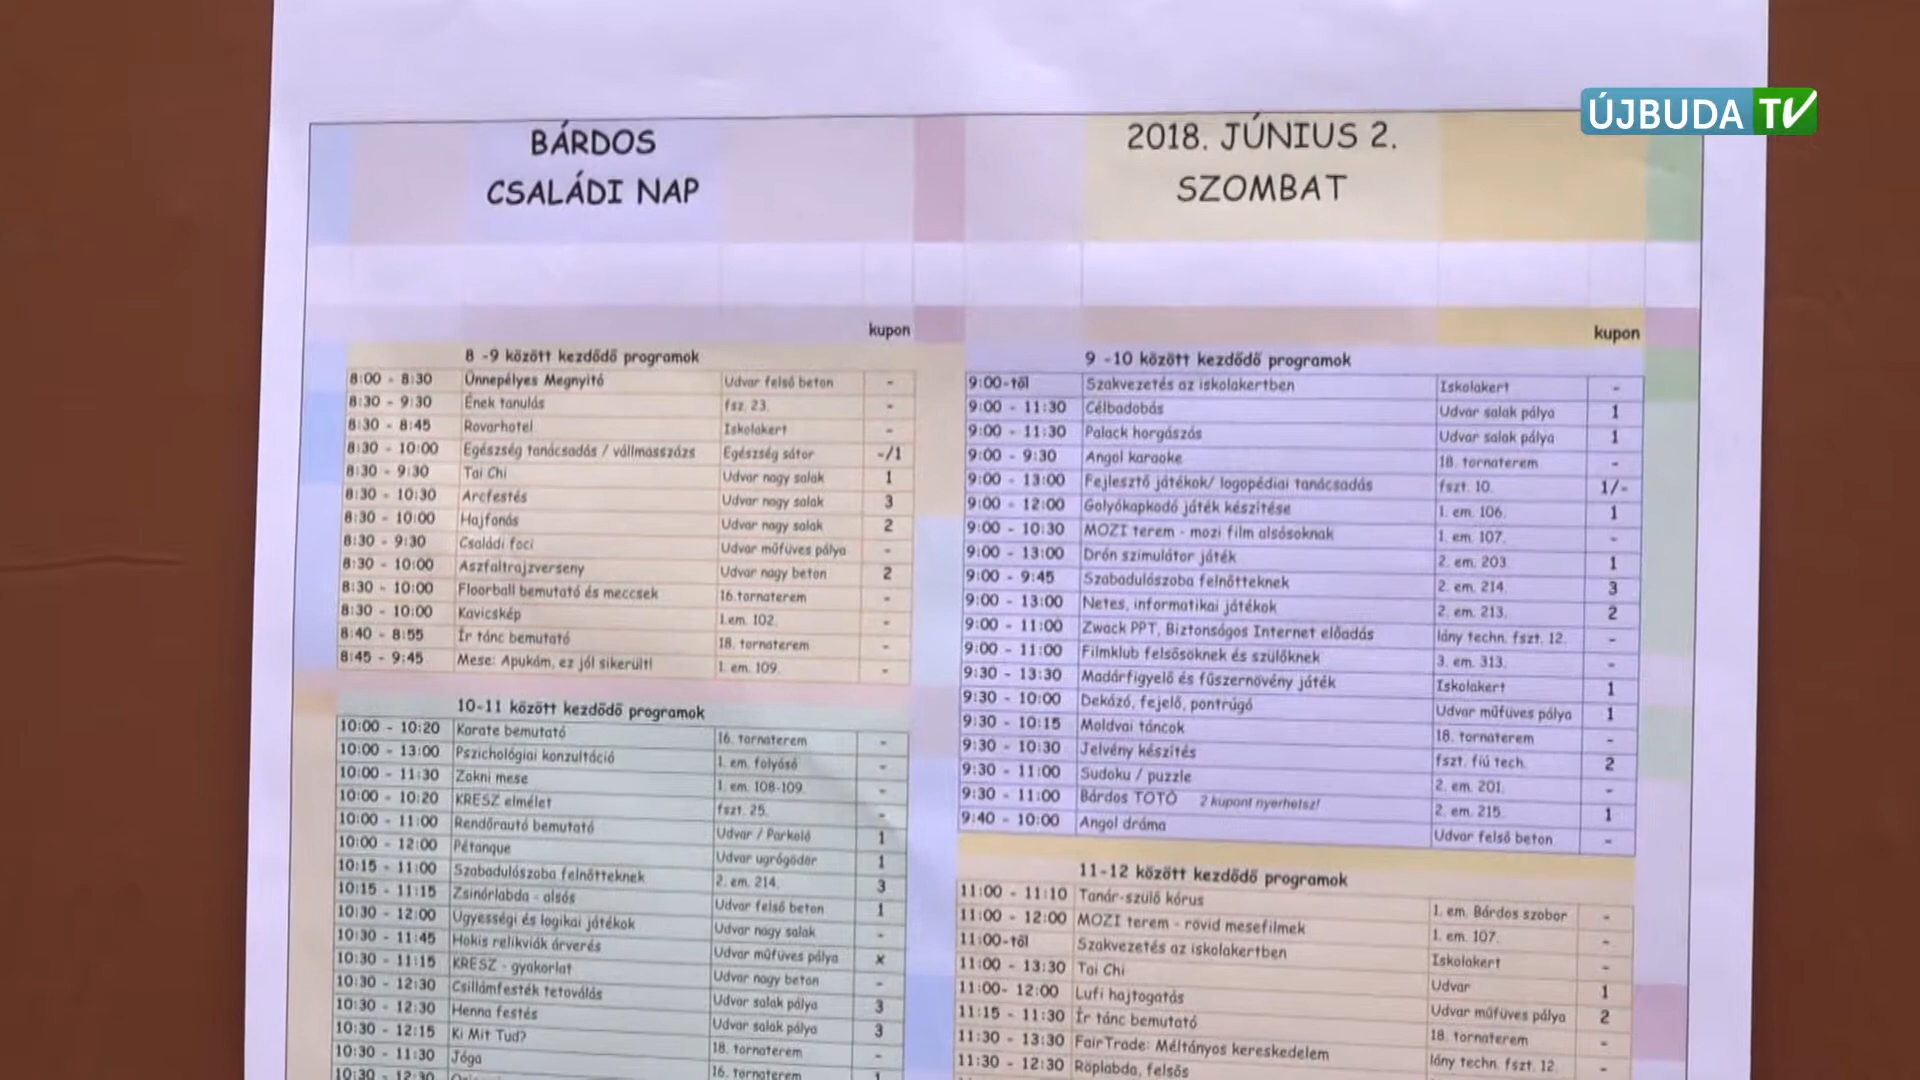 ÚJBUDA TV
BÁRDOS
CSALÁDI NAP
2018. JÚNIUS 2.
SZOMBAT
kupon
8 -9 között kezdődő programok
8:00 - 8:30 Ünnepélyes Megnyitó Udvar felső beton -
8:30 - 9:30 Ének tanulás fsz. 23. -
8:30 - 8:45 Rovarhotel Iskolakert -
8:30 - 10:00 Egészség tanácsadás / vállmasszázs Egészség sátor -/1
8:30 - 9:30 Tai Chi Udvar nagy salak 1
8:30 - 10:30 Arcfestés Udvar nagy salak 3
8:30 - 10:00 Hajfonás Udvar nagy salak 2
8:30 - 9:30 Családi foci Udvar műfüves pálya -
8:30 - 10:00 Aszfaltrajzverseny Udvar nagy beton 2
8:30 - 10:00 Floorball bemutató és meccsek 16.tornaterem -
8:30 - 10:00 Kavicskép 1.em. 102. -
8:40 - 8:55 Ír tánc bemutató 18. tornaterem -
8:45 - 9:45 Mese: Apukám, ez jól sikerült! 1. em. 109. -
10-11 között kezdődő programok
10:00 - 10:20 Karate bemutató 16. tornaterem -
10:00 - 13:00 Pszichológiai konzultáció 1. em. folyósó -
10:00 - 11:30 Zokni mese 1. em. 108-109. -
10:00 - 10:20 KRESZ elmélet fszt. 25. -
10:00 - 11:00 Rendőrautó bemutató Udvar / Parkoló 1
10:00 - 12:00 Pétanque Udvar ugrógödör 1
10:15 - 11:00 Szabadulószoba felnőtteknek 2. em. 214. 3
10:15 - 11:15 Zsinórlabda - alsós Udvar felső beton 1
10:30 - 12:00 Ügyességi és logikai játékok Udvar nagy salak -
10:30 - 11:45 Hokis relikviák árverés Udvar műfüves pálya x
10:30 - 11:15 KRESZ - gyakorlat Udvar nagy beton -
10:30 - 12:30 Csillámfesték tetoválás Udvar salak pálya 3
10:30 - 12:30 Henna festés Udvar salak pálya 3
10:30 - 12:15 Ki Mit Tud? 18. tornaterem -
10:30 - 11:30 Jóga 16. tornaterem 1
10:30 - 12:30
kupon
9 -10 között kezdődő programok
9:00-től Szakvezetés az iskolakertben Iskolakert -
9:00 - 11:30 Célbadobás Udvar salak pálya 1
9:00 - 11:30 Palack horgászás Udvar salak pálya 1
9:00 - 9:30 Angol karaoke 18. tornaterem -
9:00 - 13:00 Fejlesztő játékok/ logopédiai tanácsadás fszt. 10. 1/-
9:00 - 12:00 Golyókapkodó játék készítése 1. em. 106. 1
9:00 - 10:30 MOZI terem - mozi film alsósoknak 1. em. 107. -
9:00 - 13:00 Drón szimulátor játék 2. em. 203. 1
9:00 - 9:45 Szabadulószoba felnőtteknek 2. em. 214. 3
9:00 - 13:00 Netes, informatikai játékok 2. em. 213. 2
9:00 - 11:00 Zwack PPT, Biztonságos Internet előadás lány techn. fszt. 12. -
9:00 - 11:00 Filmklub felsősöknek és szülőknek 3. em. 313. -
9:30 - 13:30 Madárfigyelő és fűszernövény játék Iskolakert 1
9:30 - 10:00 Dekázó, fejelő, pontrúgó Udvar műfüves pálya 1
9:30 - 10:15 Moldvai táncok 18. tornaterem -
9:30 - 10:30 Jelvény készítés fszt. fiú tech. 2
9:30 - 11:00 Sudoku / puzzle 2. em. 201. -
9:30 - 11:00 Bárdos TOTÓ 2 kupont nyerhetsz! 2. em. 215. 1
9:40 - 10:00 Angol dráma Udvar felső beton -
11-12 között kezdődő programok
11:00 - 11:10 Tanár-szülő kórus 1. em. Bárdos szobor -
11:00 - 12:00 MOZI terem - rövid mesefilmek 1. em. 107. -
11:00-től Szakvezetés az iskolakertben Iskolakert -
11:00 - 13:30 Tai Chi Udvar 1
11:00- 12:00 Lufi hajtogatás Udvar műfüves pálya 2
11:15 - 11:30 Ír tánc bemutató 18. tornaterem -
11:30 - 13:30 FairTrade: Méltányos kereskedelem lány techn. fszt. 12. -
11:30 - 12:30 Röplabda, felsős